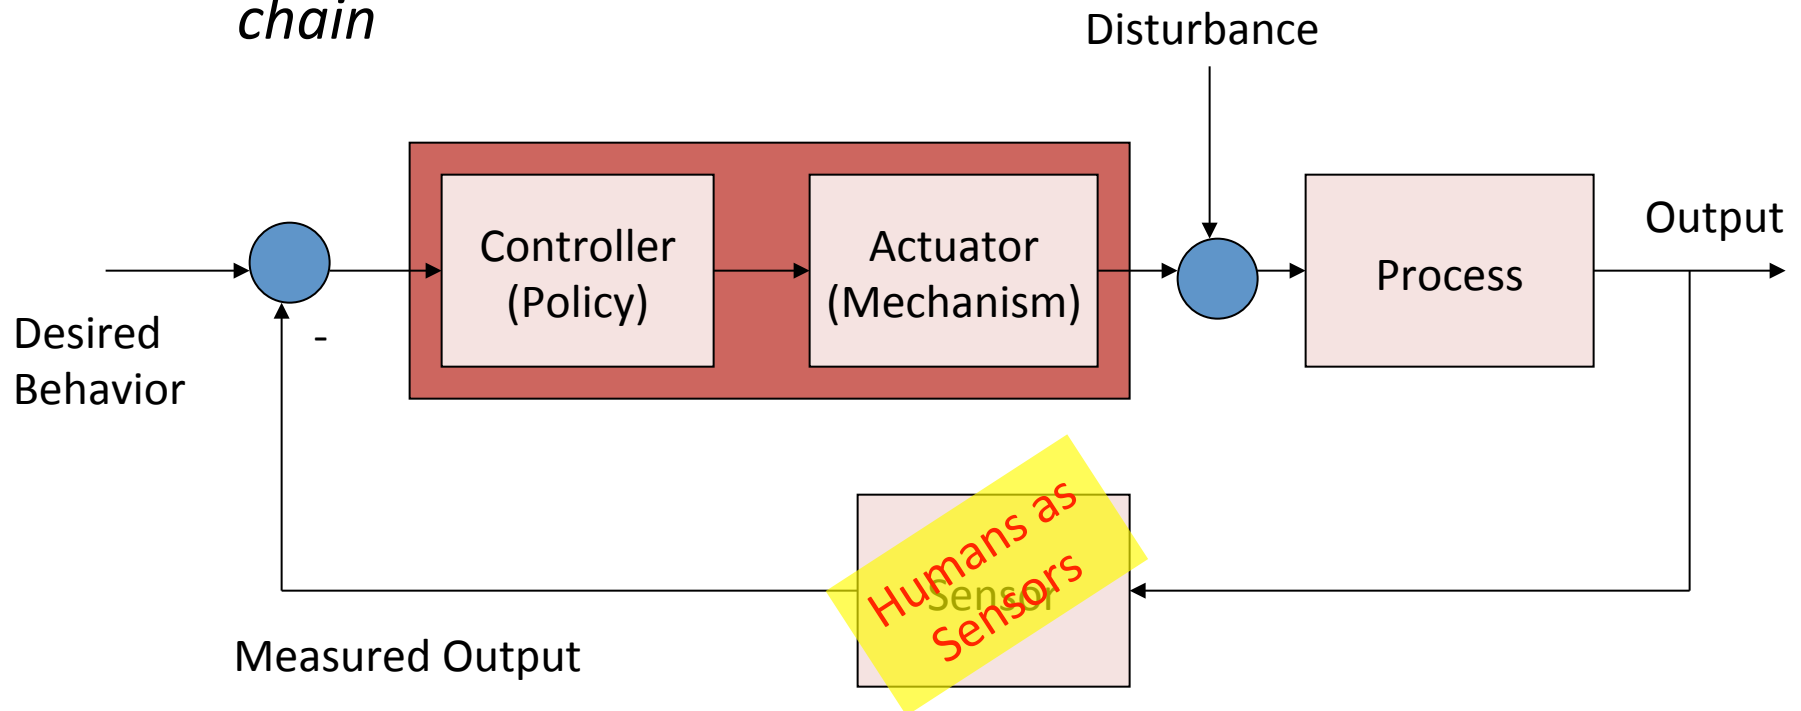 chain
Disturbance
Controller
(Policy)
Actuator
(Mechanism)
Process
Output
Desired
Behavior
-
Humans as
Sensors
Sensor
Measured Output